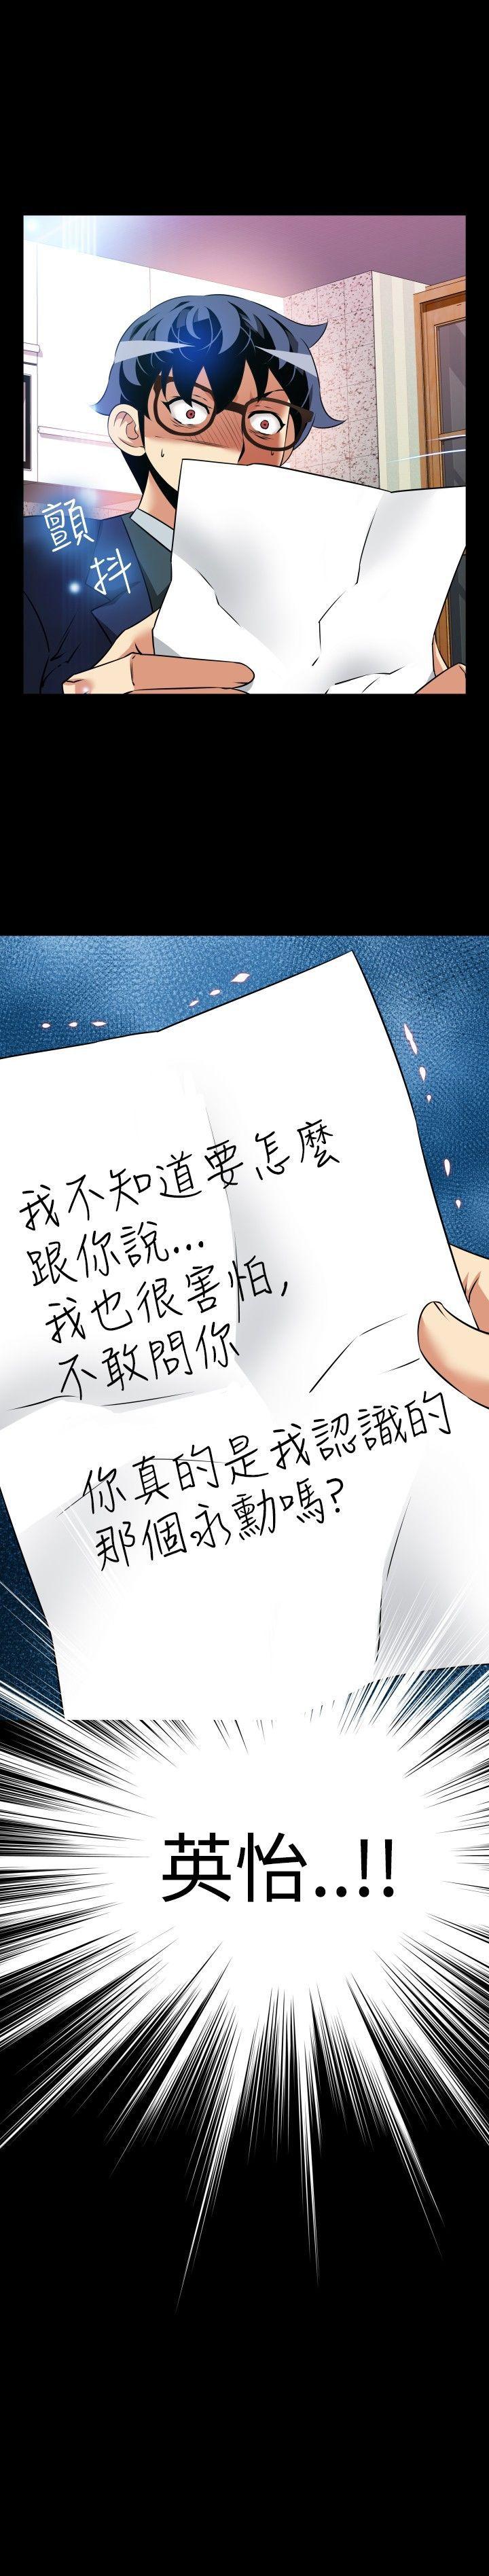 顫抖
我不知道要怎麼
跟你說...
我也很害怕,
不敢問你
你真的是我認識的
那個永勳嗎?
英怡..!!